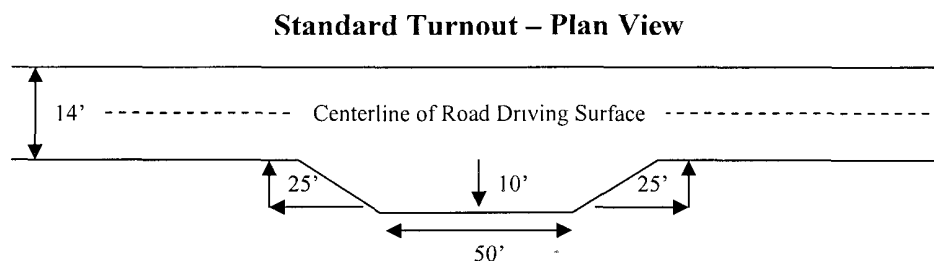 Standard Turnout – Plan View
14’
Centerline of Road Driving Surface
25’
10’
25’
50’